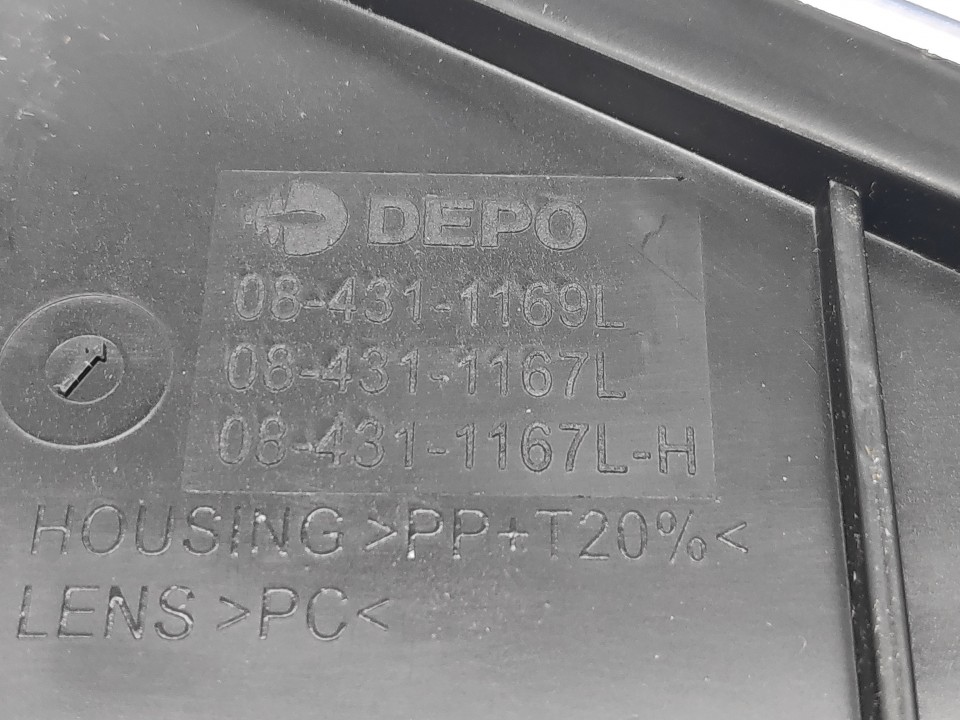 DEPO
08-431-1169L
08-431-1167L
08-431-1167L-H
HOUSING >PP+T20%<
LENS >PC<